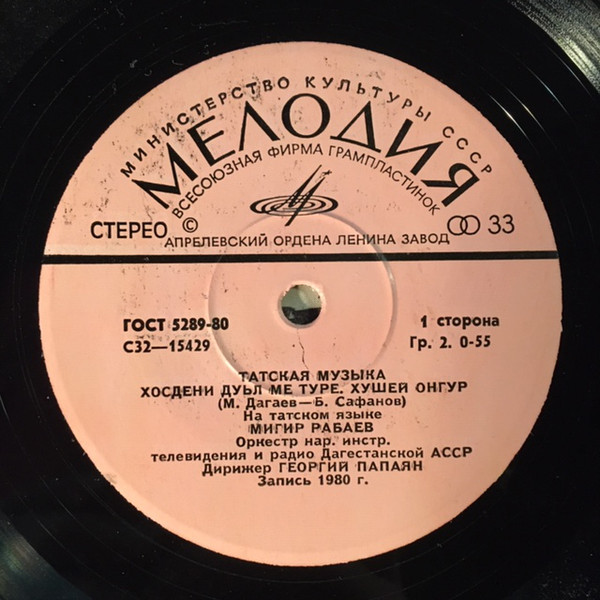 МИНИСТЕРСТВО КУЛЬТУРЫ СССР
МЕЛОДИЯ
ВСЕСОЮЗНАЯ ФИРМА ГРАМПЛАСТИНОК
СТЕРЕО © 33
АПРЕЛЕВСКИЙ ОРДЕНА ЛЕНИНА ЗАВОД
ГОСТ 5289-80 1 сторона
С32—15429 Гр. 2. 0-55
ТАТСКАЯ МУЗЫКА
ХОСДЕНИ ДУЬЛ МЕ ТУРЕ. ХУШЕЙ ОНГУР
(М. Дагаев—Б. Сафанов)
На татском языке
МИГИР РАБАЕВ
Оркестр нар. инстр.
телевидения и радио Дагестанской АССР
Дирижер ГЕОРГИЙ ПАПАЯН
Запись 1980 г.